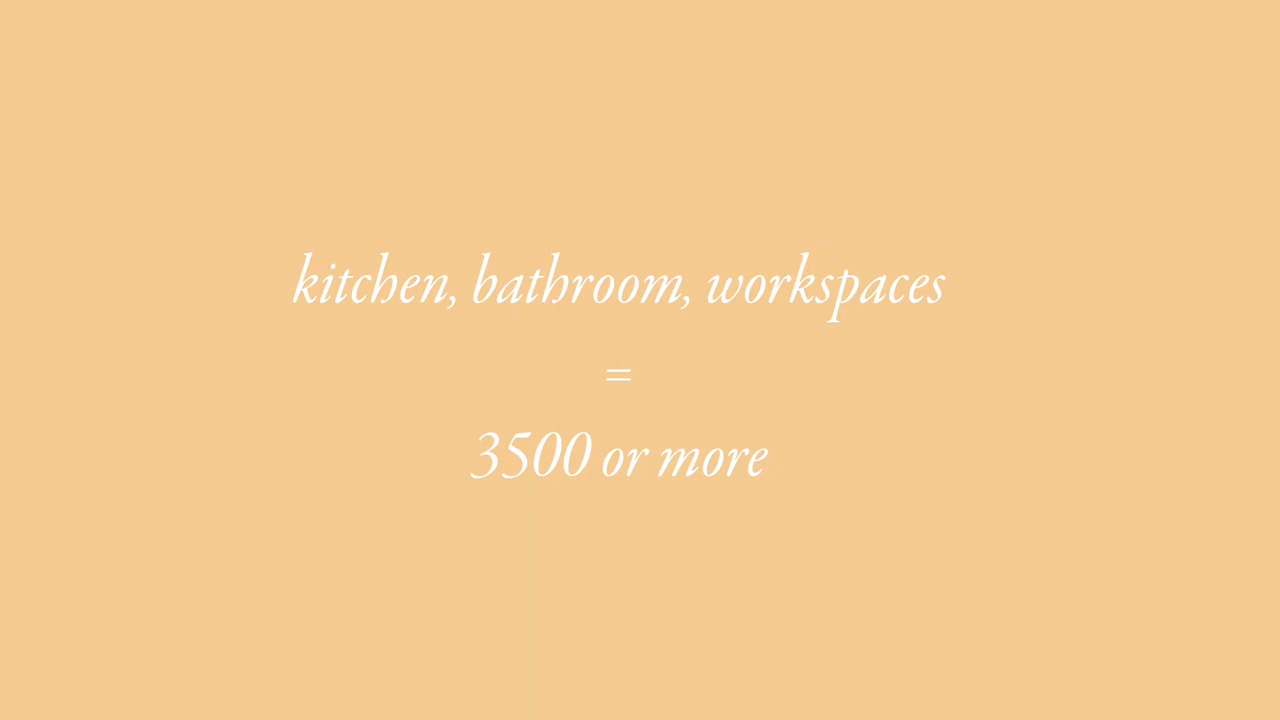 kitchen, bathroom, workspaces
=
3500 or more